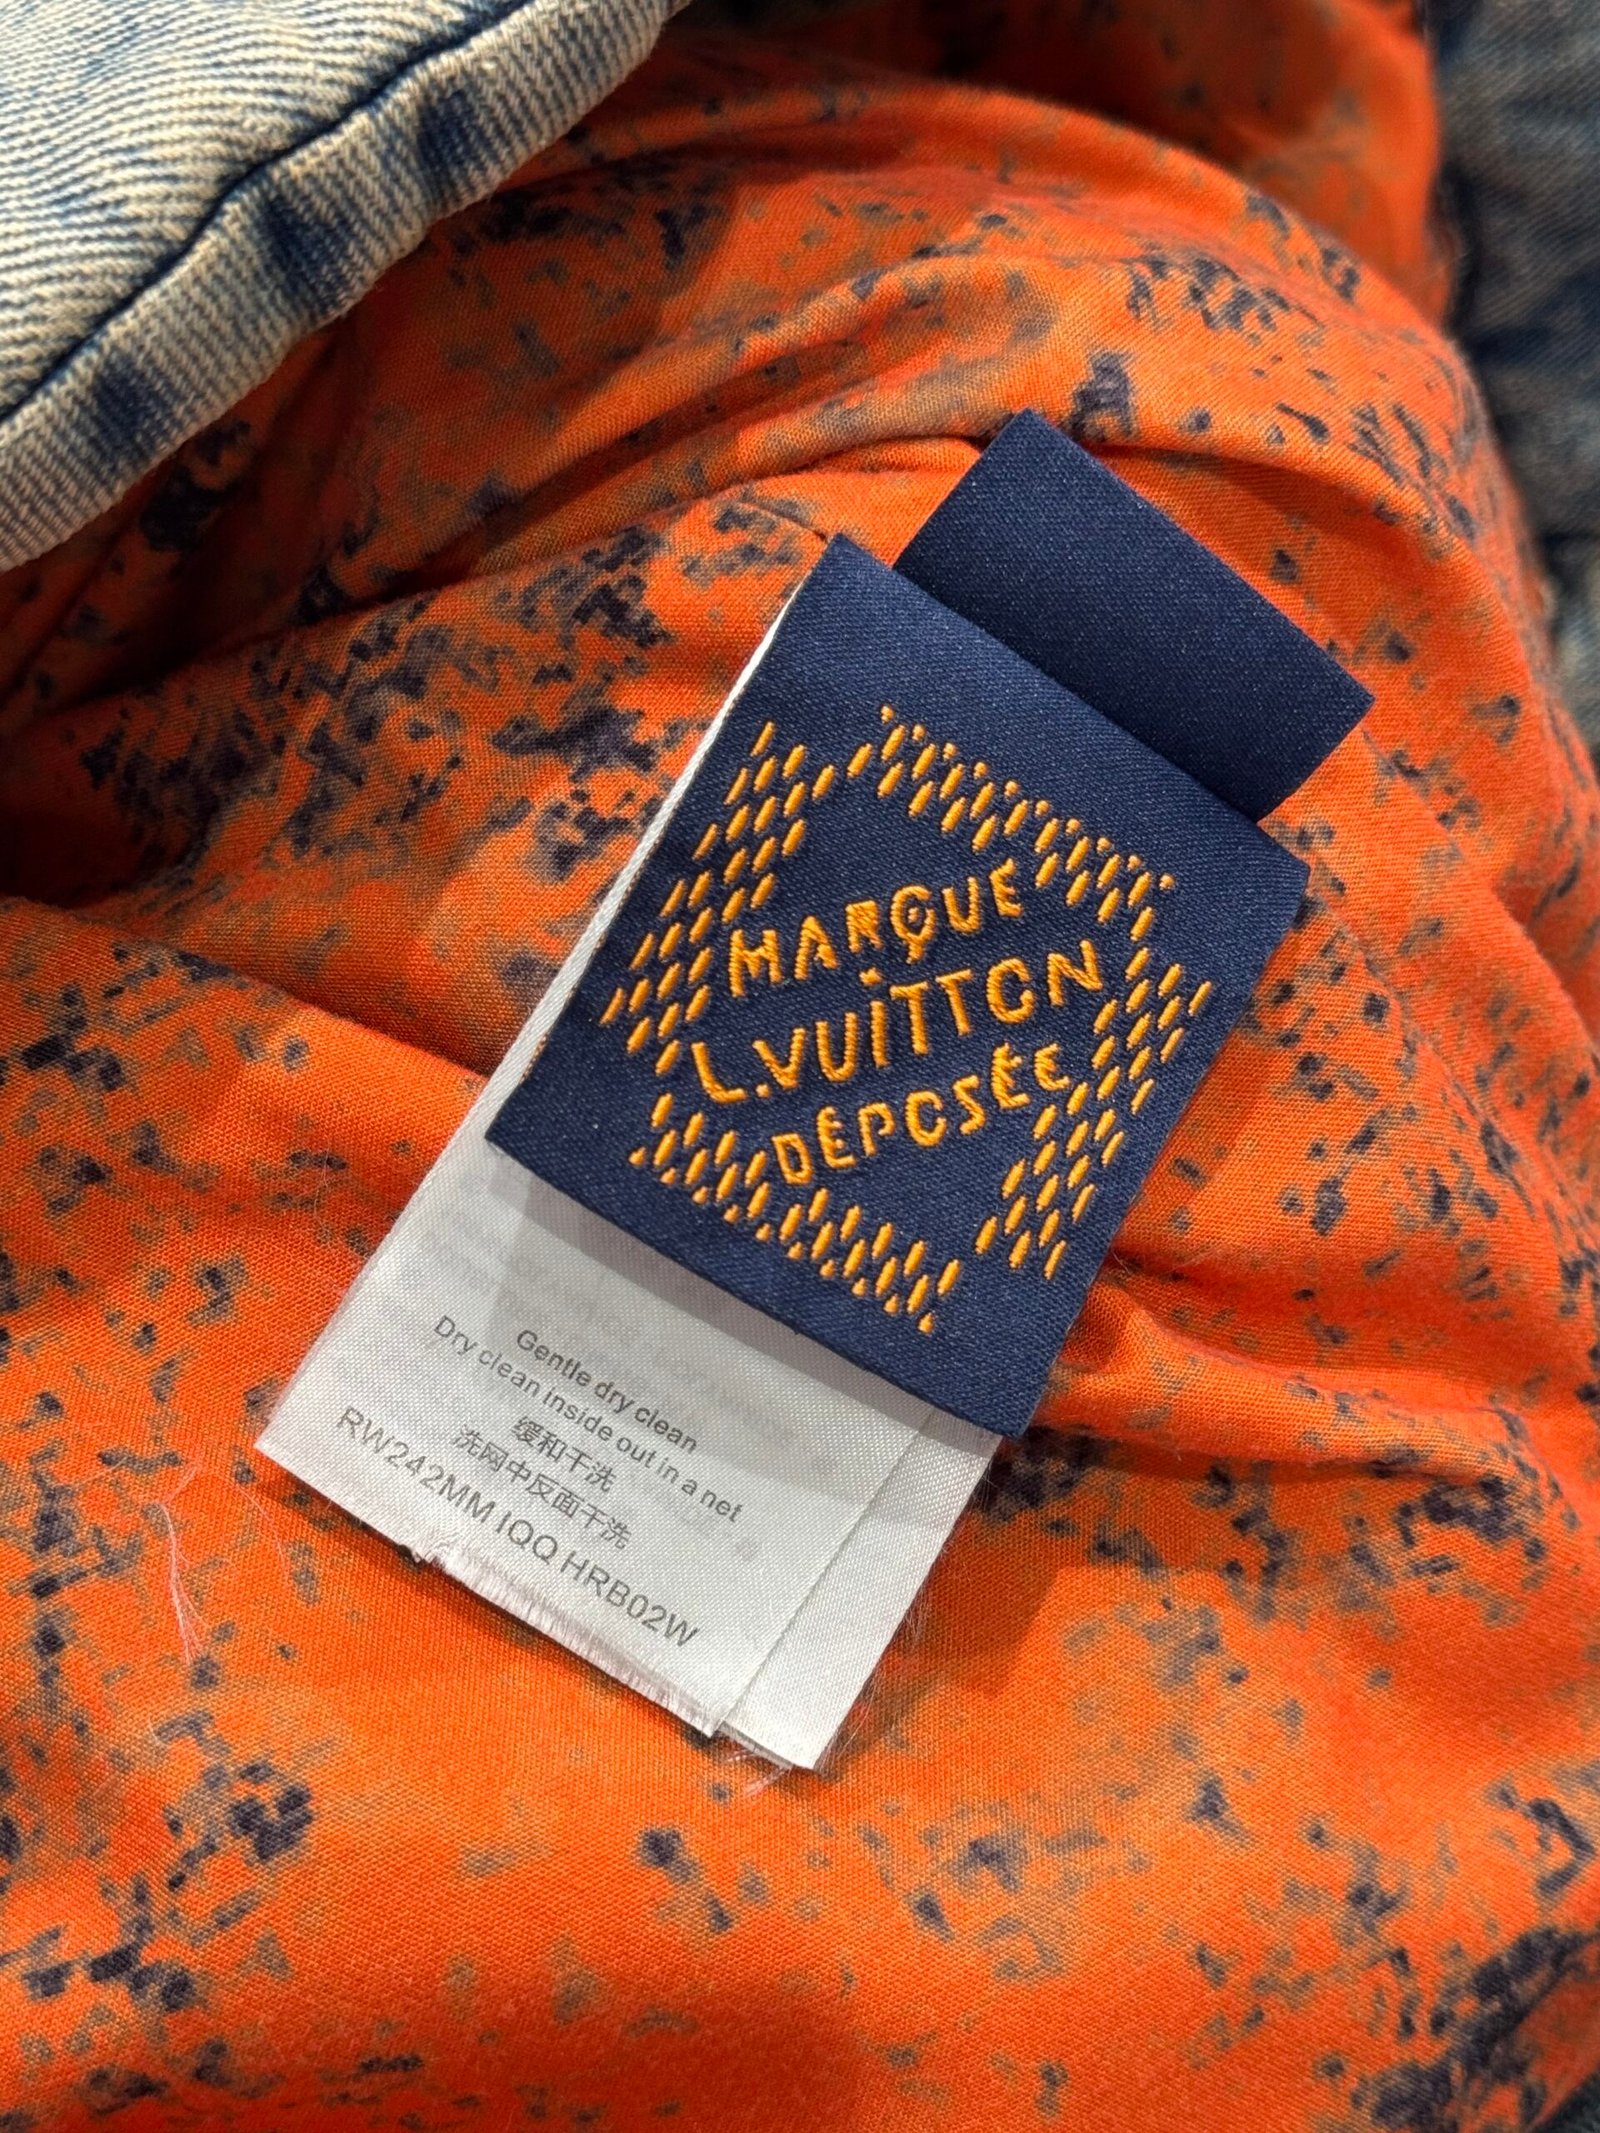 MARQUE
L.VUITTON
DÉPOSÉE
Gentle dry clean
Dry clean inside out in a net
缓和干洗
洗网中反面干洗
RW242MM IQQ HRB02W